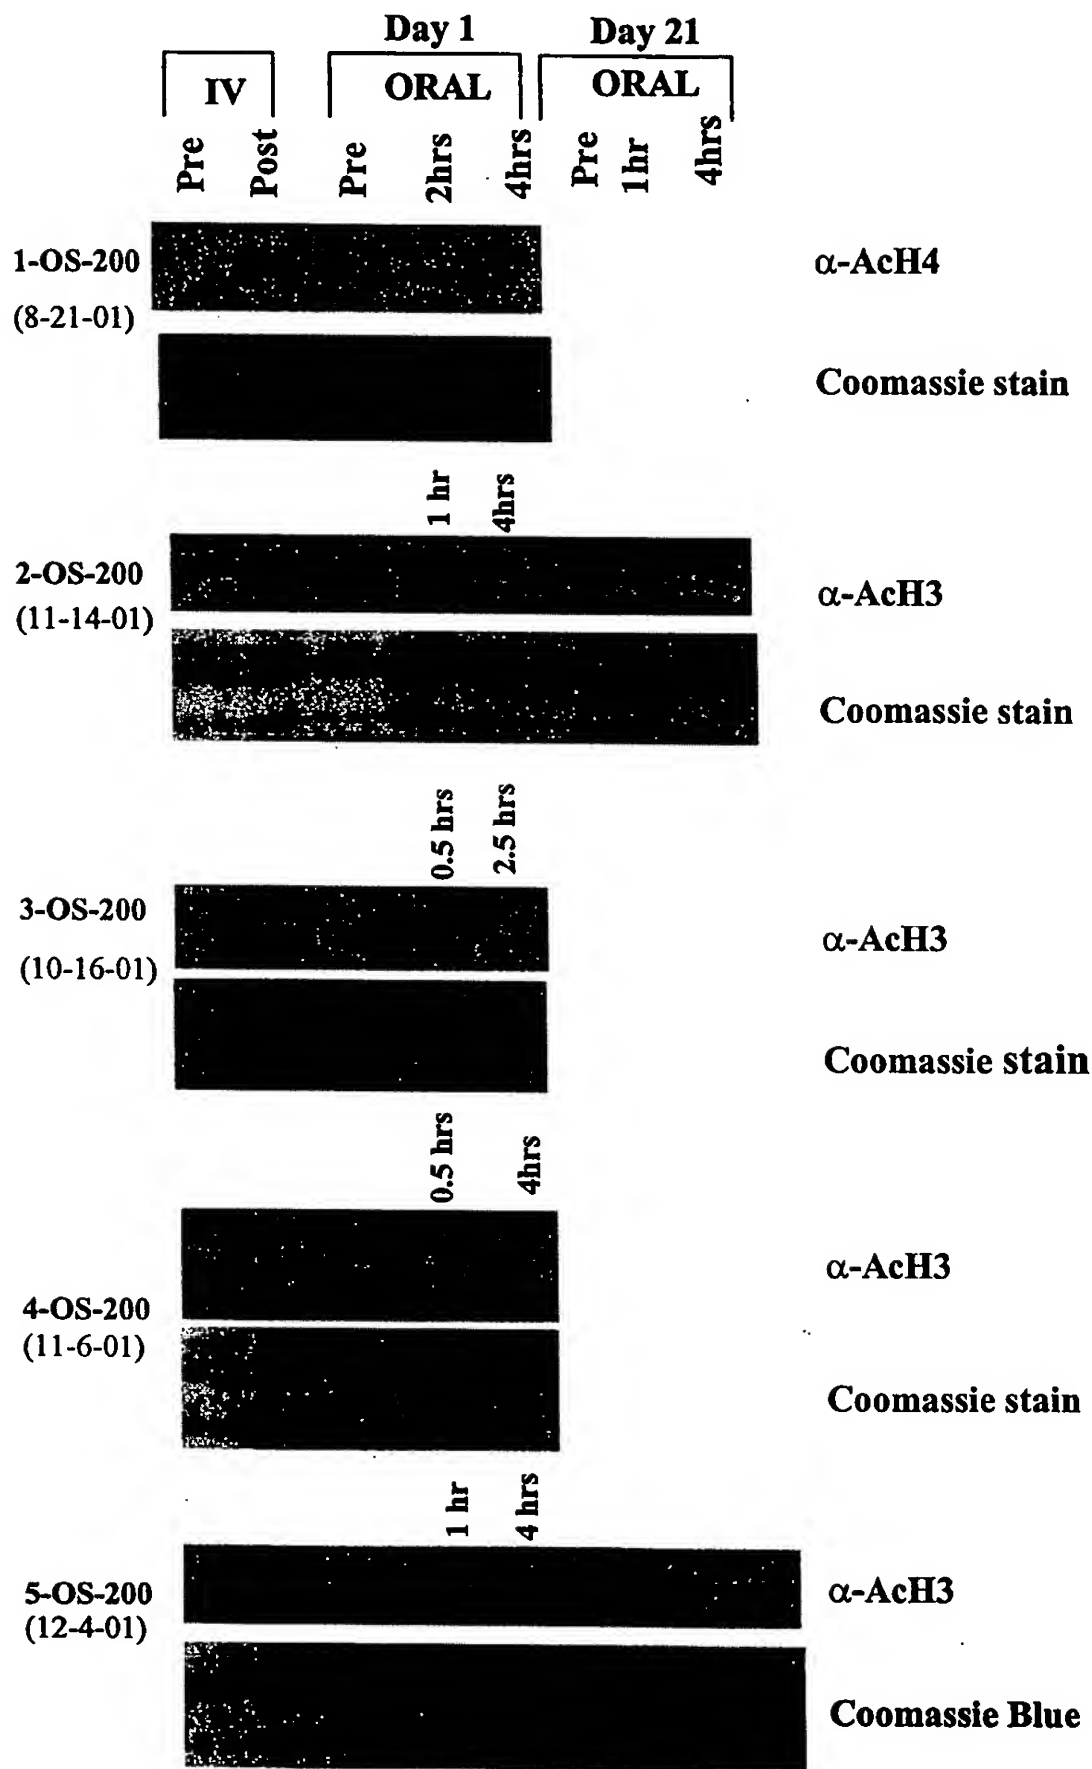 Day 1 Day 21
IV ORAL ORAL
Pre Post Pre 2hrs 4hrs Pre 1hr 4hrs
1-OS-200 α-AcH4
(8-21-01)
Coomassie stain
1 hr 4hrs
2-OS-200 α-AcH3
(11-14-01)
Coomassie stain
0.5 hrs 2.5 hrs
3-OS-200 α-AcH3
(10-16-01)
Coomassie stain
0.5 hrs 4hrs
α-AcH3
4-OS-200
(11-6-01)
Coomassie stain
1 hr 4 hrs
5-OS-200 α-AcH3
(12-4-01)
Coomassie Blue